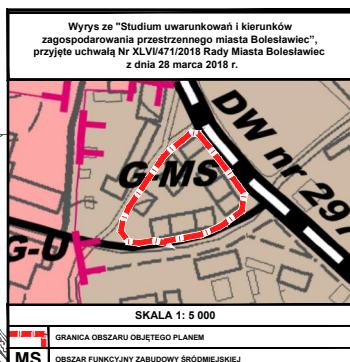 Wyrys ze "Studium uwarunkowań i kierunków
zagospodarowania przestrzennego miasta Bolesławiec”,
przyjęte uchwałą Nr XLVI/471/2018 Rady Miasta Bolesławiec
z dnia 28 marca 2018 r.
DW nr 297
G-MS
G-U
SKALA 1: 5 000
GRANICA OBSZARU OBJĘTEGO PLANEM
MS OBSZAR FUNKCYJNY ZABUDOWY ŚRÓDMIEJSKIEJ